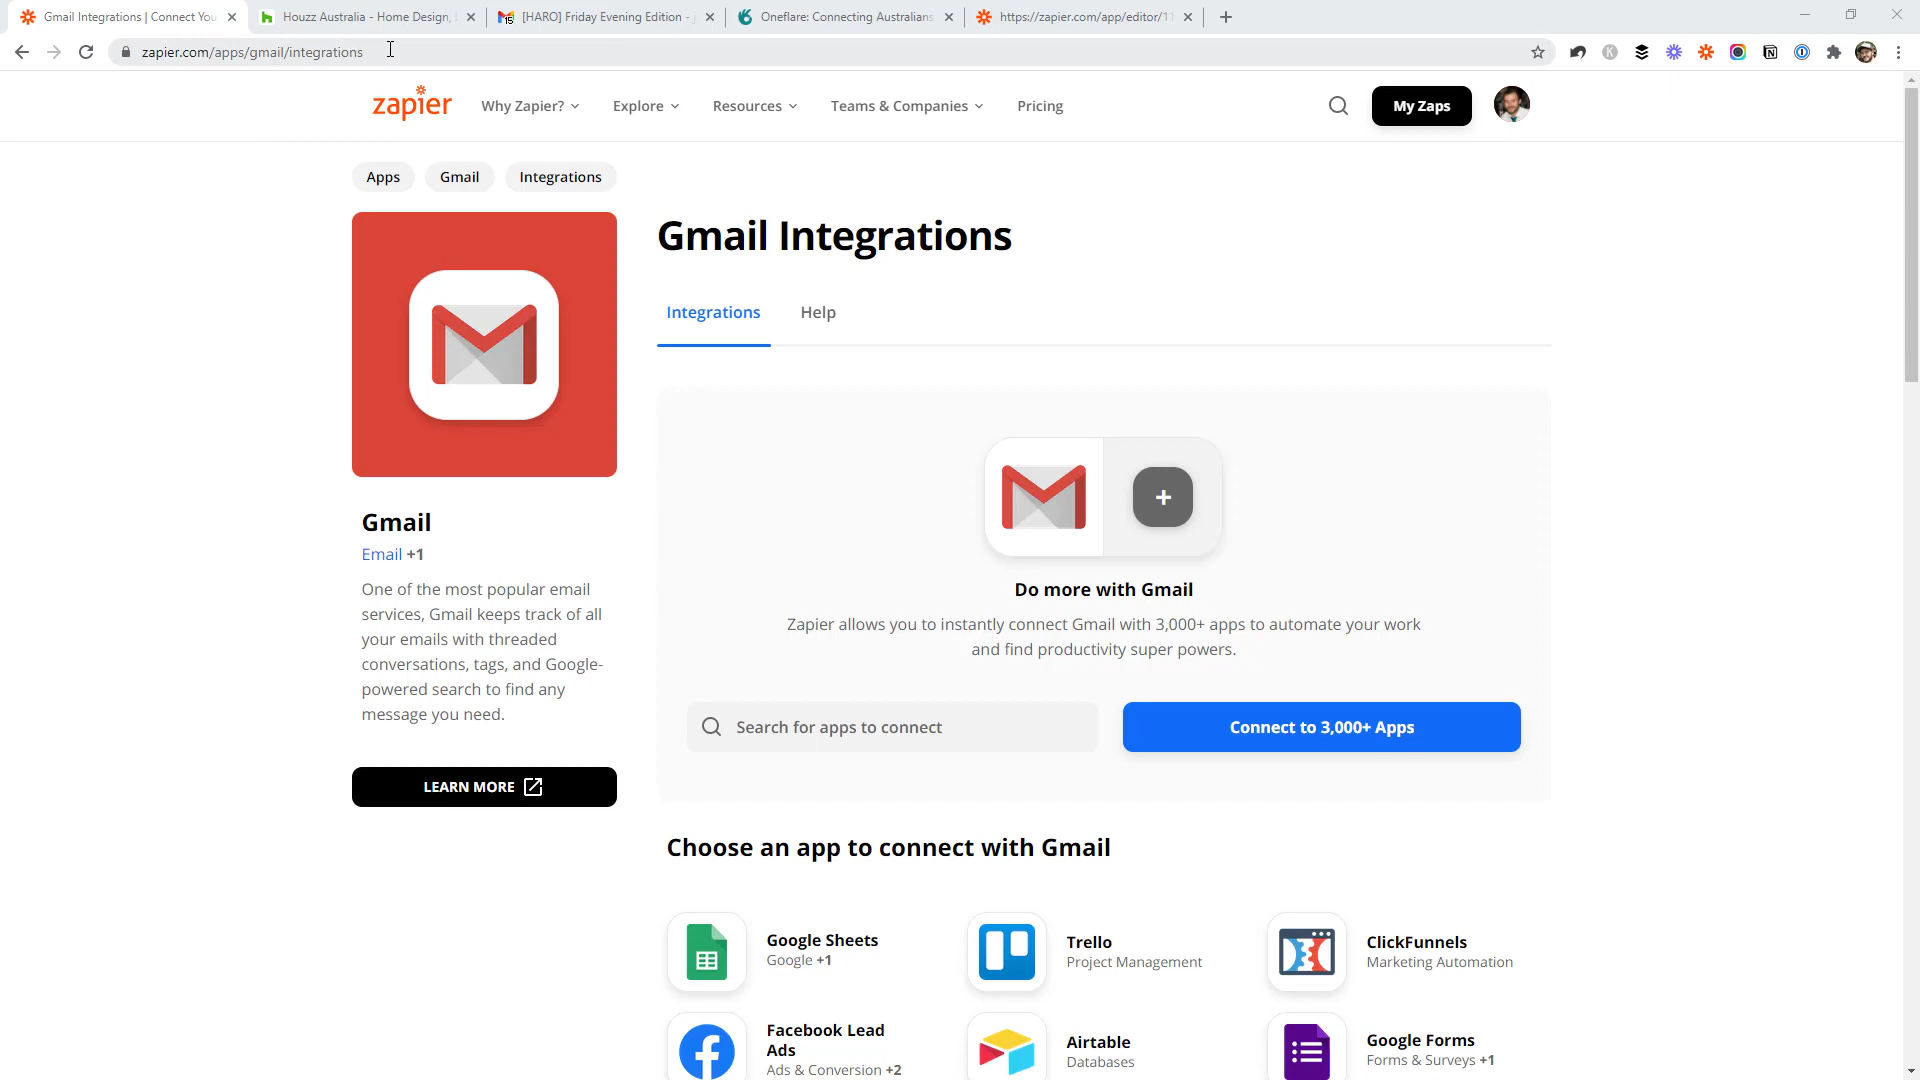 Gmail Integrations | Connect You
Houzz Australia - Home Design,
[HARO] Friday Evening Edition -
Oneflare: Connecting Australians
https://zapier.com/app/editor/11
zapier.com/apps/gmail/integrations
zapier
Why Zapier?
Explore
Resources
Teams & Companies
Pricing
My Zaps
Apps
Gmail
Integrations
Gmail Integrations
Integrations
Help
Gmail
Email +1
One of the most popular email
services, Gmail keeps track of all
your emails with threaded
conversations, tags, and Google-
powered search to find any
message you need.
LEARN MORE
Do more with Gmail
Zapier allows you to instantly connect Gmail with 3,000+ apps to automate your work
and find productivity super powers.
Search for apps to connect
Connect to 3,000+ Apps
Choose an app to connect with Gmail
Google Sheets
Google +1
Trello
Project Management
ClickFunnels
Marketing Automation
Facebook Lead
Ads
Ads & Conversion +2
Airtable
Databases
Google Forms
Forms & Surveys +1